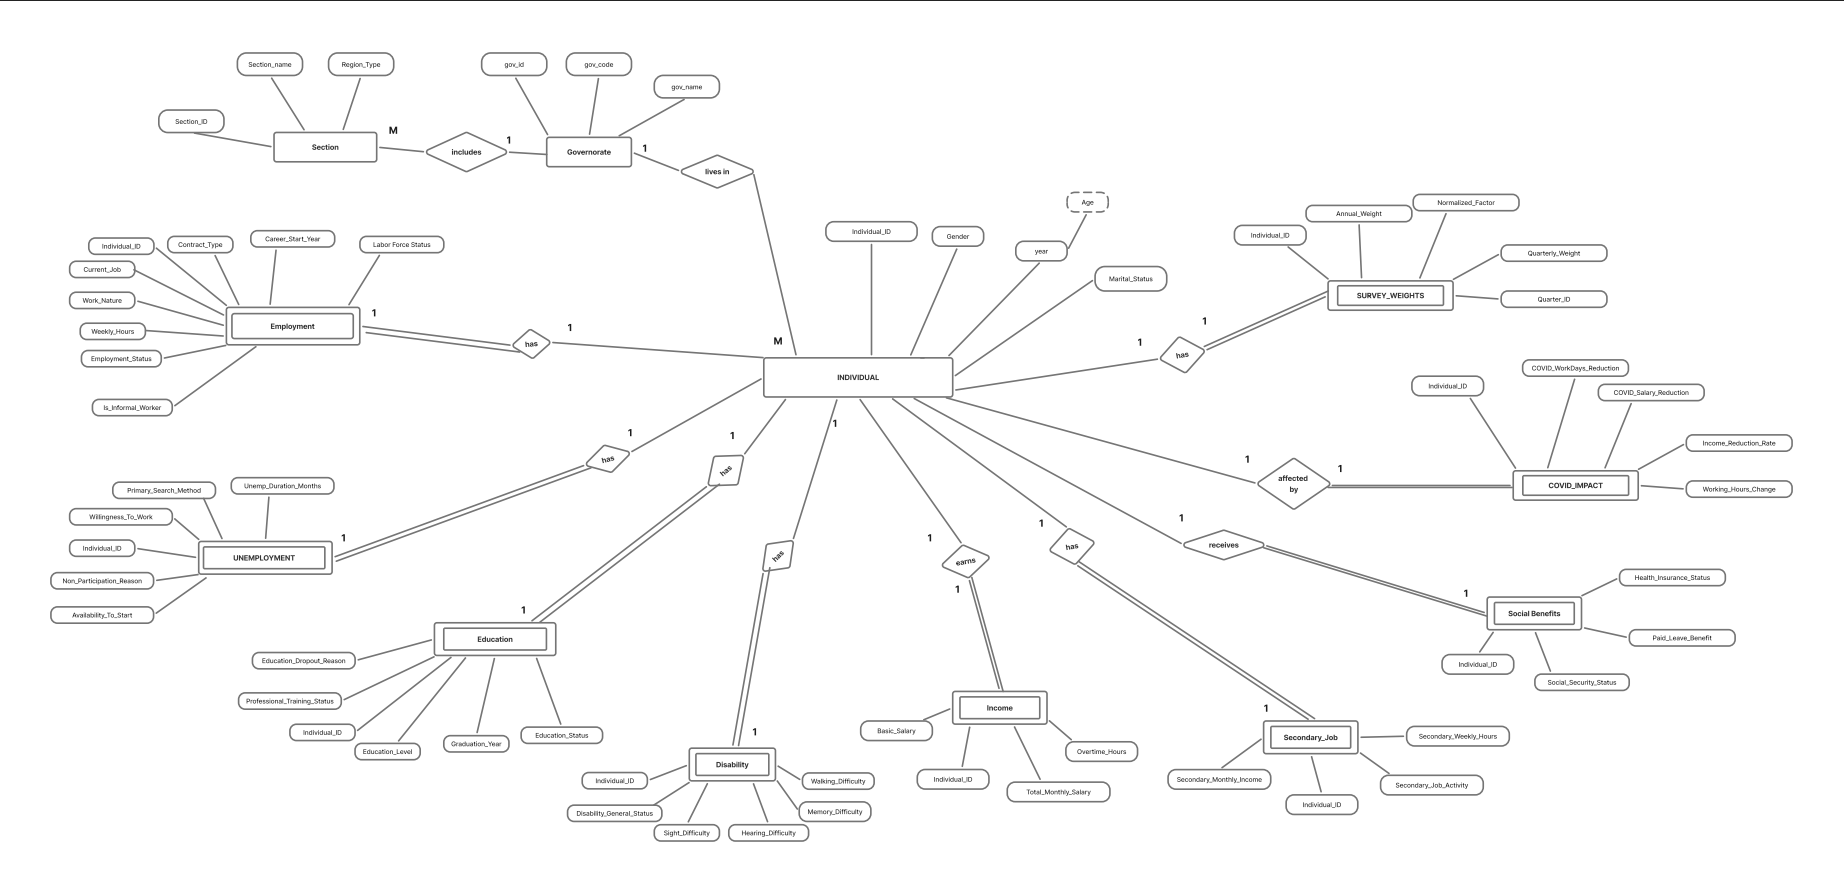 Section_name
Region_Type
Section_ID
Section
M
includes
1
gov_id
gov_code
gov_name
Governorate
1
lives in
M
Individual_ID
Gender
year
Age
Marital_Status
INDIVIDUAL
Individual_ID
Contract_Type
Career_Start_Year
Labor Force Status
Current_Job
Work_Nature
Weekly_Hours
Employment_Status
Is_Informal_Worker
Employment
1
has
1
Individual_ID
Annual_Weight
Normalized_Factor
Quarterly_Weight
Quarter_ID
SURVEY_WEIGHTS
1
has
1
Individual_ID
COVID_WorkDays_Reduction
COVID_Salary_Reduction
Income_Reduction_Rate
Working_Hours_Change
COVID_IMPACT
1
affected
by
1
Primary_Search_Method
Unemp_Duration_Months
Willingness_To_Work
Individual_ID
Non_Participation_Reason
Availability_To_Start
UNEMPLOYMENT
1
has
1
1
has
1
Education
Education_Dropout_Reason
Professional_Training_Status
Individual_ID
Education_Level
Graduation_Year
Education_Status
1
has
1
Disability
Individual_ID
Disability_General_Status
Sight_Difficulty
Hearing_Difficulty
Memory_Difficulty
Walking_Difficulty
1
earns
1
Income
Basic_Salary
Individual_ID
Total_Monthly_Salary
Overtime_Hours
1
has
1
Secondary_Job
Secondary_Monthly_Income
Individual_ID
Secondary_Job_Activity
Secondary_Weekly_Hours
1
receives
1
Social Benefits
Health_Insurance_Status
Paid_Leave_Benefit
Individual_ID
Social_Security_Status